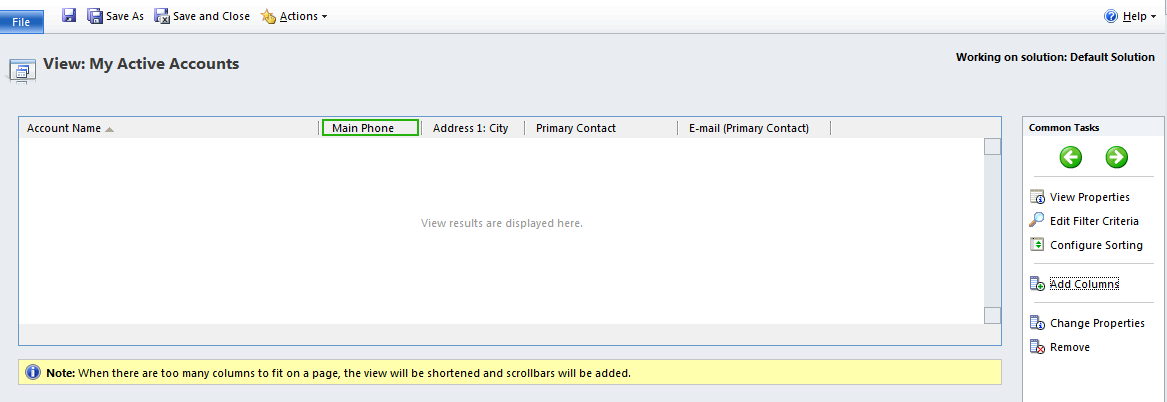 File Save As Save and Close Actions Help
View: My Active Accounts
Working on solution: Default Solution
Account Name Main Phone Address 1: City Primary Contact E-mail (Primary Contact)
View results are displayed here.
Note: When there are too many columns to fit on a page, the view will be shortened and scrollbars will be added.
Common Tasks
View Properties
Edit Filter Criteria
Configure Sorting
Add Columns
Change Properties
Remove